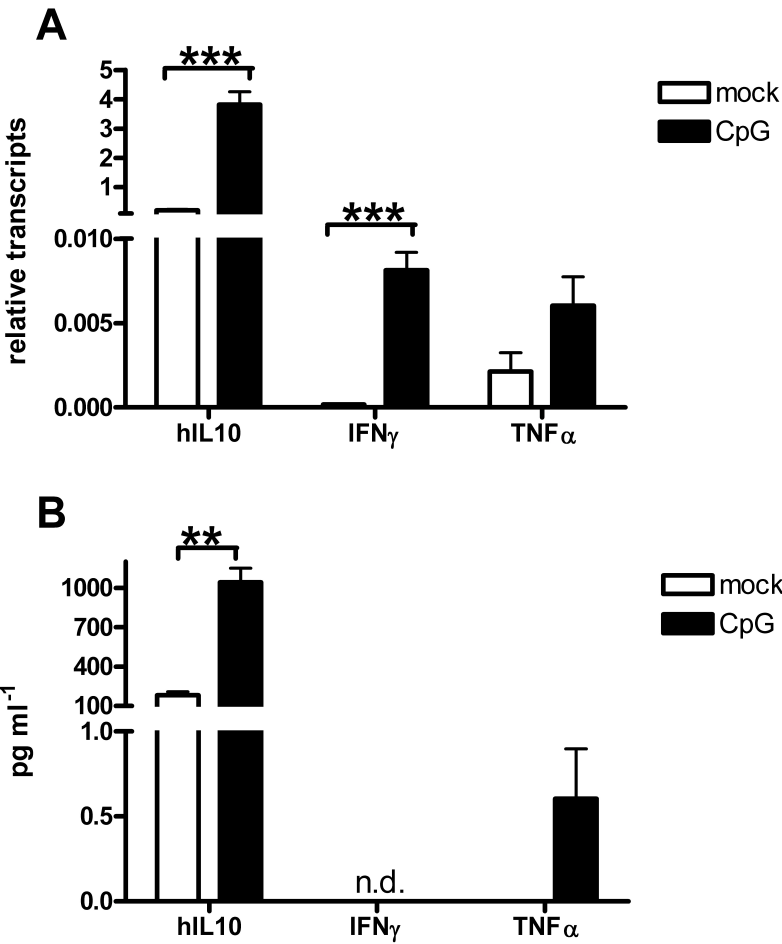 A
***
5
4
3
2
1
***
0.010
0.005
0.000
relative transcripts
hIL10 IFNγ TNFα
mock
CpG
B
**
1000
700
400
100
1.0
0.5
0.0
pg ml-1
n.d.
hIL10 IFNγ TNFα
mock
CpG